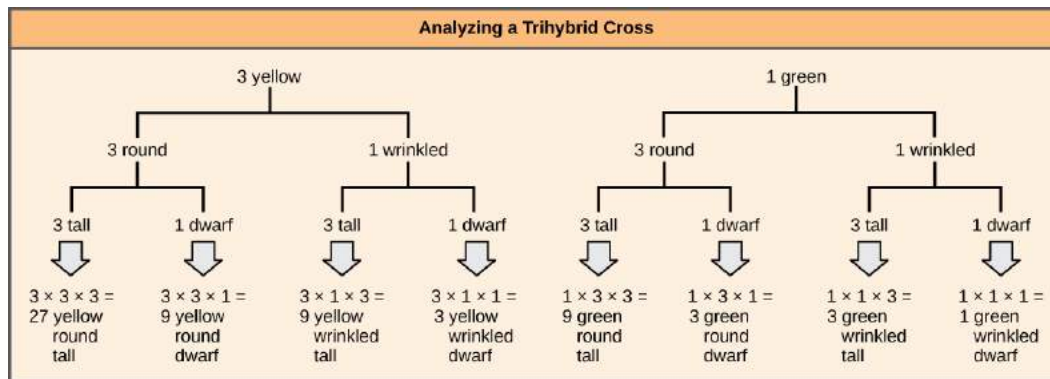 Analyzing a Trihybrid Cross
3 yellow
1 green
3 round
1 wrinkled
3 round
1 wrinkled
3 tall
1 dwarf
3 tall
1 dwarf
3 tall
1 dwarf
3 tall
1 dwarf
3 × 3 × 3 =
27 yellow
round
tall
3 × 3 × 1 =
9 yellow
round
dwarf
3 × 1 × 3 =
9 yellow
wrinkled
tall
3 × 1 × 1 =
3 yellow
wrinkled
dwarf
1 × 3 × 3 =
9 green
round
tall
1 × 3 × 1 =
3 green
round
dwarf
1 × 1 × 3 =
3 green
wrinkled
tall
1 × 1 × 1 =
1 green
wrinkled
dwarf